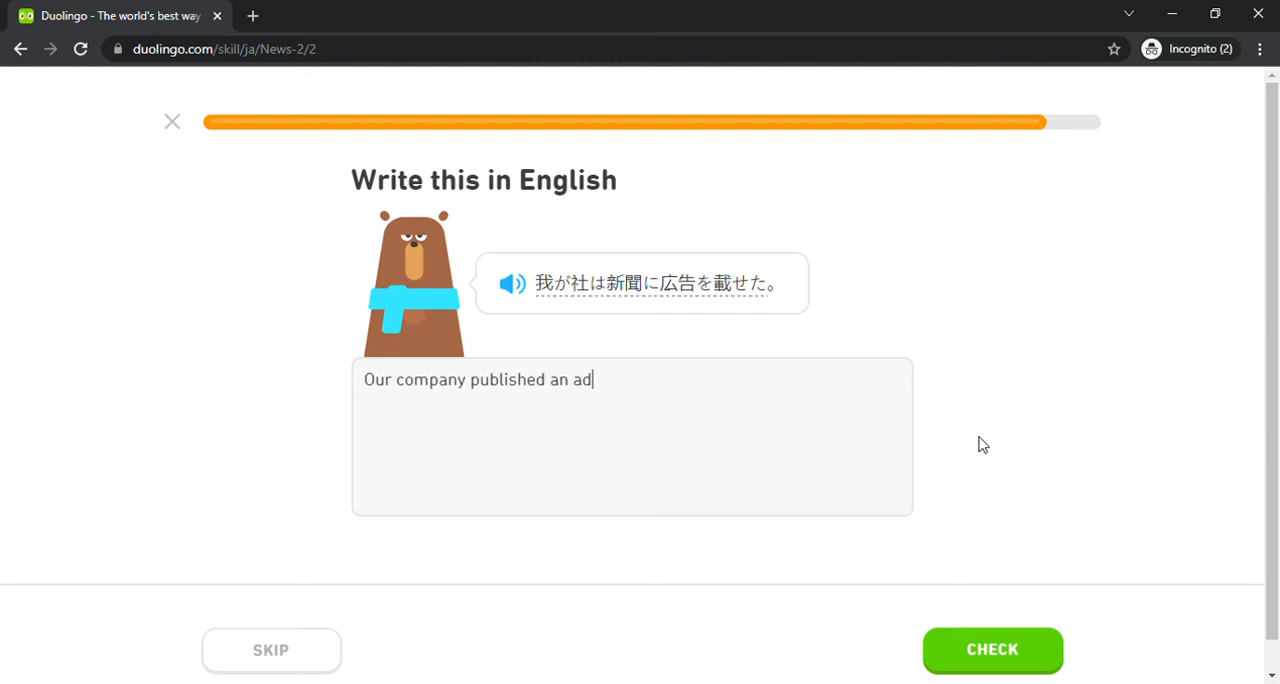 Duolingo - The world's best way
duolingo.com/skill/ja/News-2/2
Incognito (2)
Write this in English
我が社は新聞に広告を載せた。
Our company published an ad
SKIP
CHECK